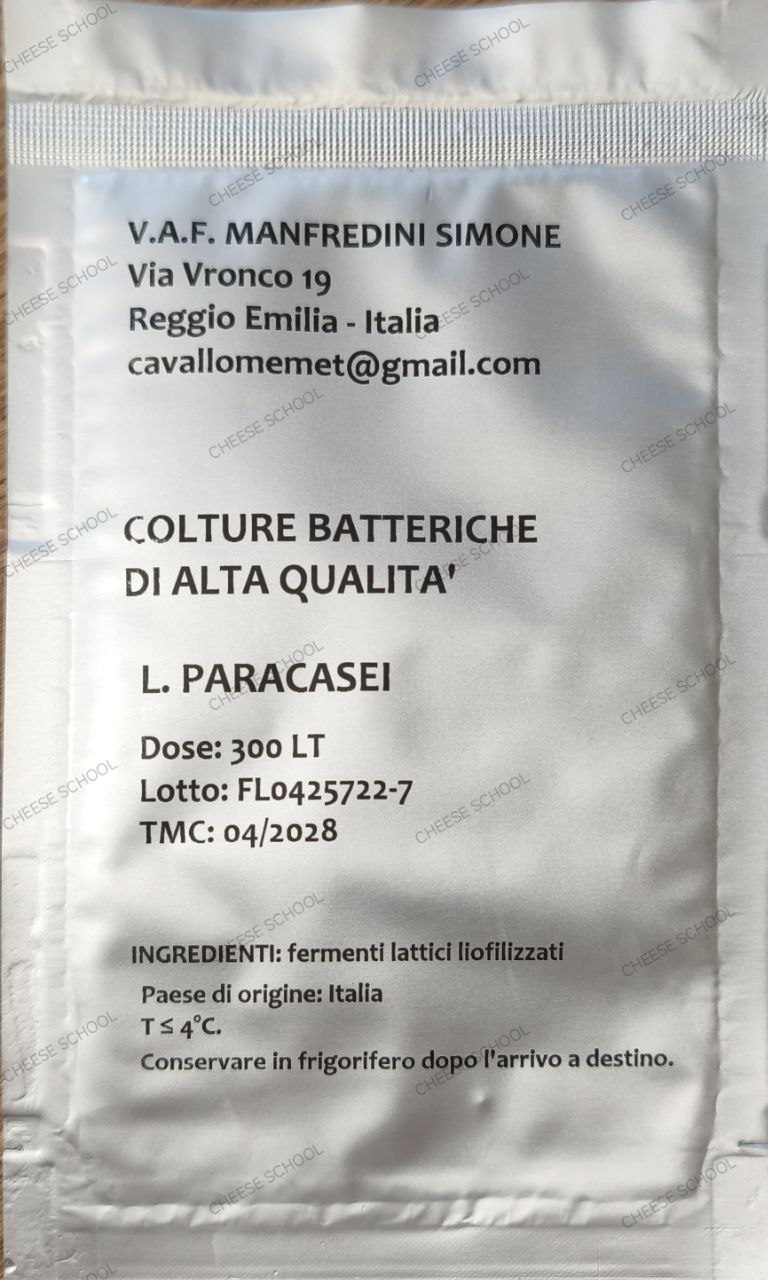 V.A.F. MANFREDINI SIMONE
Via Vronco 19
Reggio Emilia - Italia
cavallomemet@gmail.com
COLTURE BATTERICHE
DI ALTA QUALITA'
L. PARACASEI
Dose: 300 LT
Lotto: FL0425722-7
TMC: 04/2028
INGREDIENTI: fermenti lattici liofilizzati
Paese di origine: Italia
T ≤ 4°C.
Conservare in frigorifero dopo l'arrivo a destino.
CHEESE SCHOOL